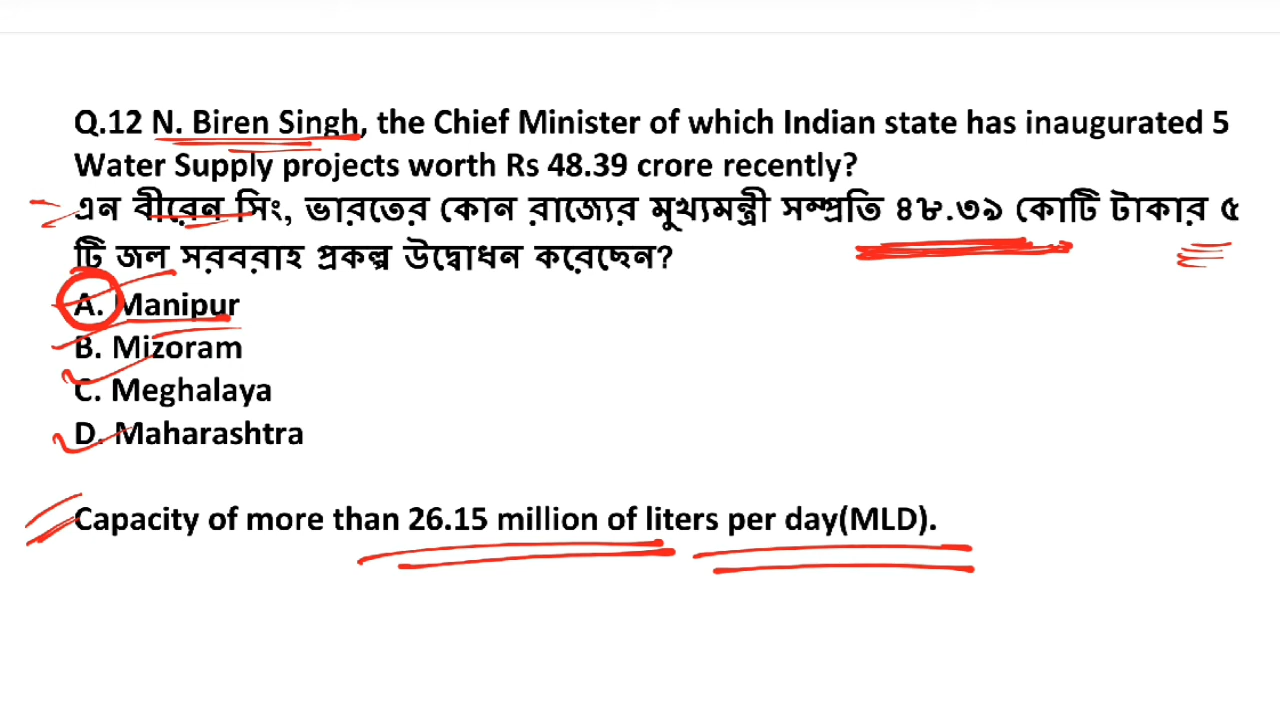 Q.12 N. Biren Singh, the Chief Minister of which Indian state has inaugurated 5
Water Supply projects worth Rs 48.39 crore recently?
এন বীরেন সিং, ভারতের কোন রাজ্যের মুখ্যমন্ত্রী সম্প্রতি ৪৮.৩৯ কোটি টাকার ৫
টি জল সরবরাহ প্রকল্প উদ্বোধন করেছেন?
A. Manipur
B. Mizoram
C. Meghalaya
D. Maharashtra
Capacity of more than 26.15 million of liters per day(MLD).